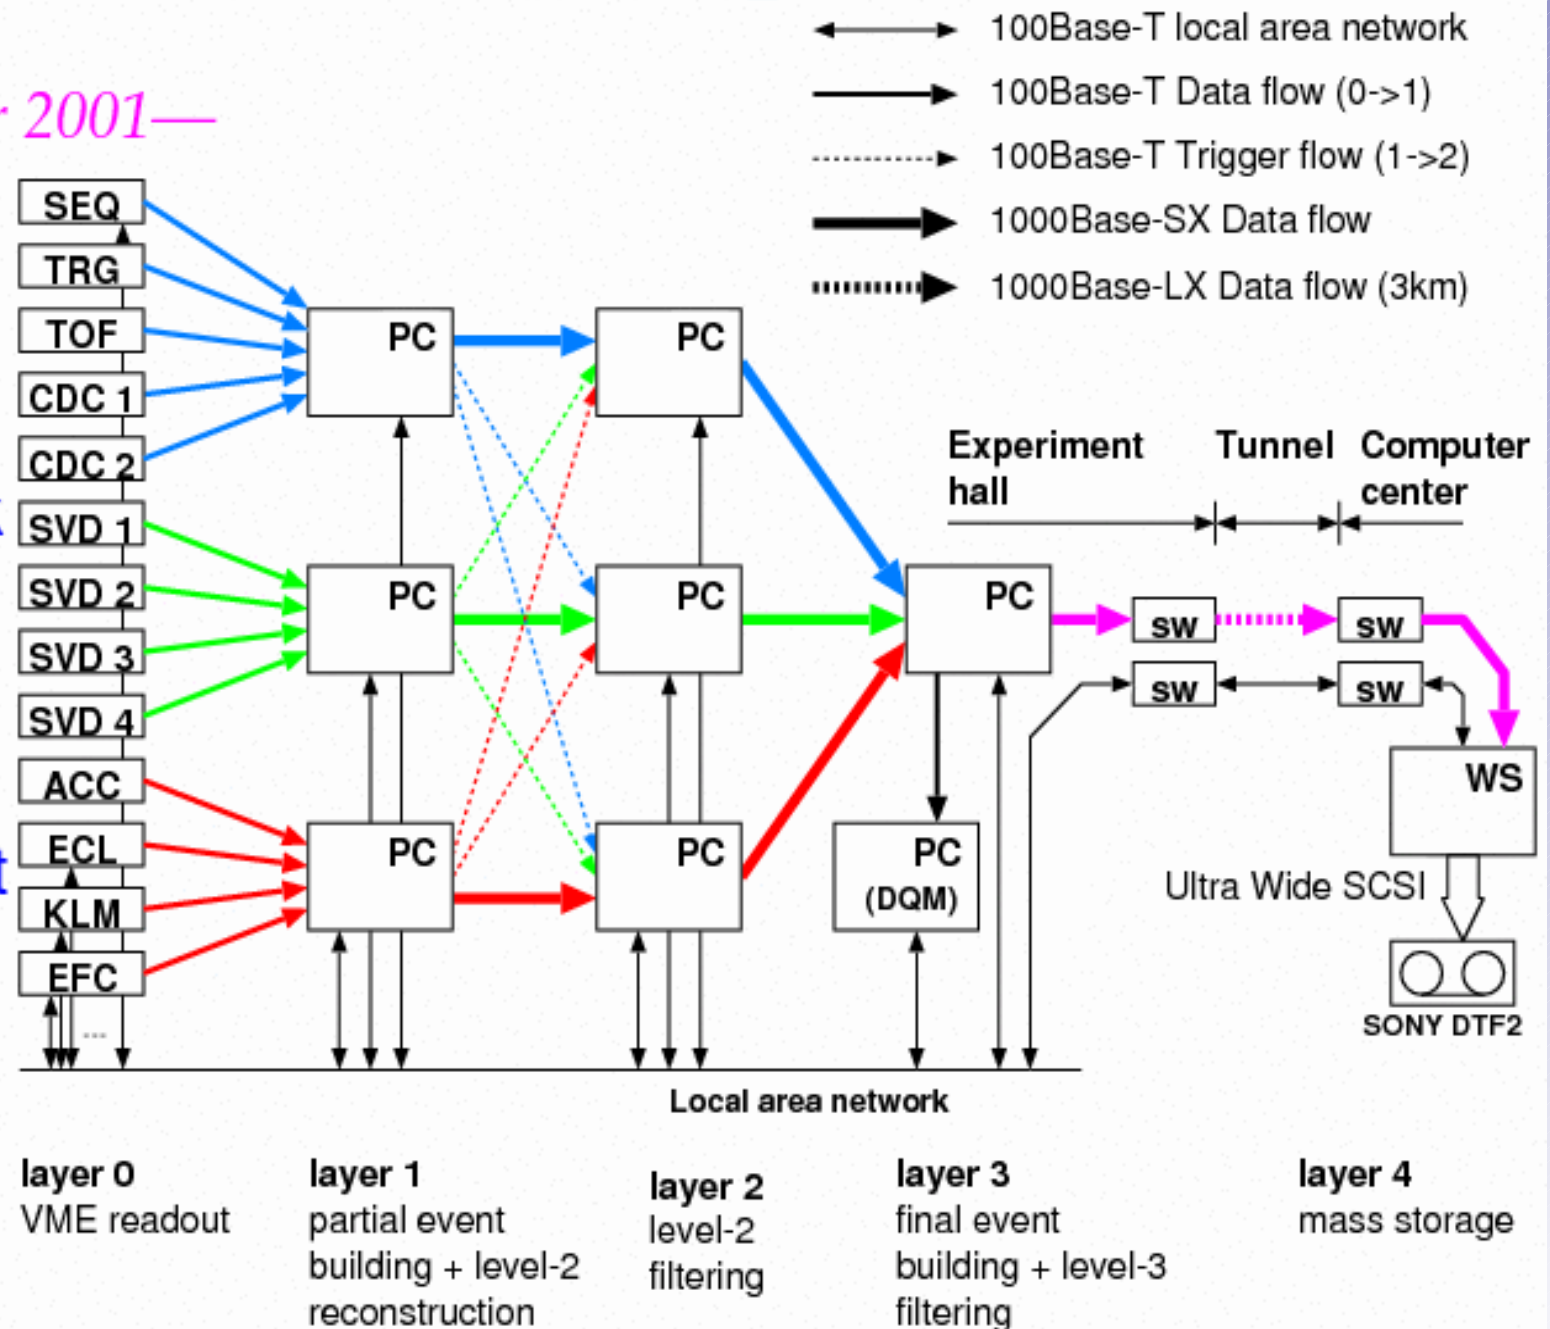 100Base-T local area network
100Base-T Data flow (0->1)
100Base-T Trigger flow (1->2)
1000Base-SX Data flow
1000Base-LX Data flow (3km)
2001—
SEQ
TRG
TOF
CDC 1
CDC 2
SVD 1
SVD 2
SVD 3
SVD 4
ACC
ECL
KLM
EFC
...
PC
PC
PC
PC
PC
PC
PC
PC
(DQM)
Experiment
hall
Tunnel
Computer
center
sw
sw
sw
sw
WS
Ultra Wide SCSI
SONY DTF2
Local area network
layer 0
VME readout
layer 1
partial event
building + level-2
reconstruction
layer 2
level-2
filtering
layer 3
final event
building + level-3
filtering
layer 4
mass storage